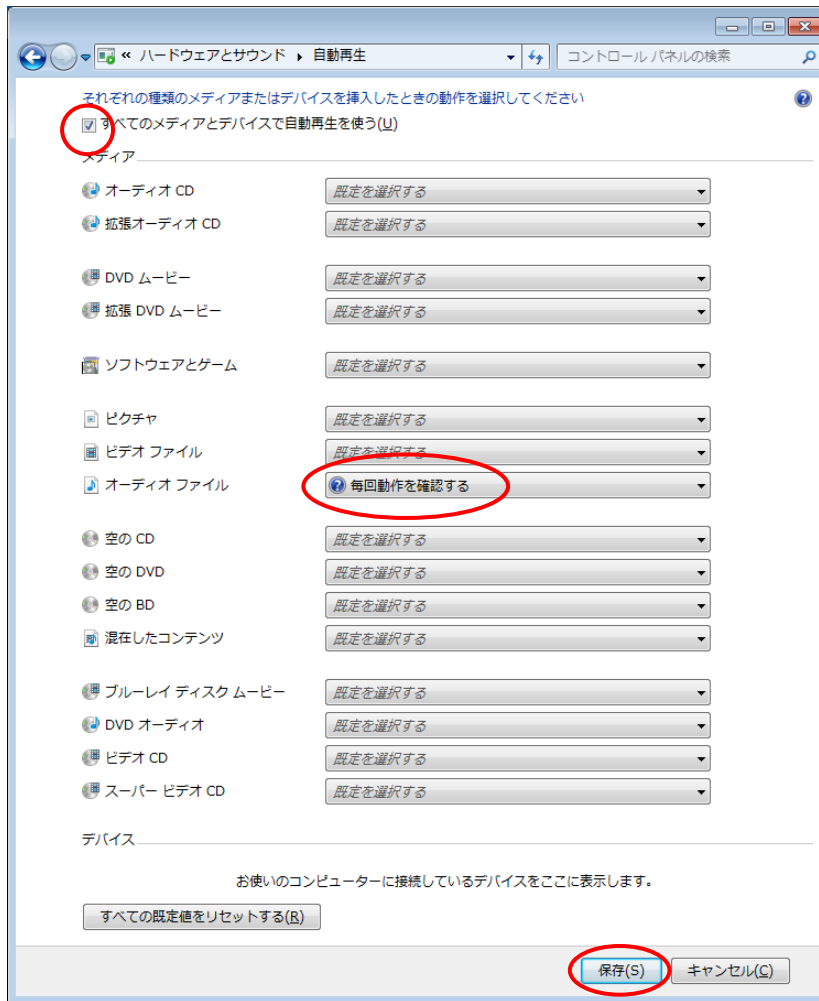 « ハードウェアとサウンド ▸ 自動再生
コントロール パネルの検索
それぞれの種類のメディアまたはデバイスを挿入したときの動作を選択してください
すべてのメディアとデバイスで自動再生を使う(U)
メディア
オーディオ CD 既定を選択する
拡張オーディオ CD 既定を選択する
DVD ムービー 既定を選択する
拡張 DVD ムービー 既定を選択する
ソフトウェアとゲーム 既定を選択する
ピクチャ 既定を選択する
ビデオ ファイル 既定を選択する
オーディオ ファイル 毎回動作を確認する
空の CD 既定を選択する
空の DVD 既定を選択する
空の BD 既定を選択する
混在したコンテンツ 既定を選択する
ブルーレイ ディスク ムービー 既定を選択する
DVD オーディオ 既定を選択する
ビデオ CD 既定を選択する
スーパー ビデオ CD 既定を選択する
デバイス
お使いのコンピューターに接続しているデバイスをここに表示します。
すべての既定値をリセットする(R)
保存(S) キャンセル(C)